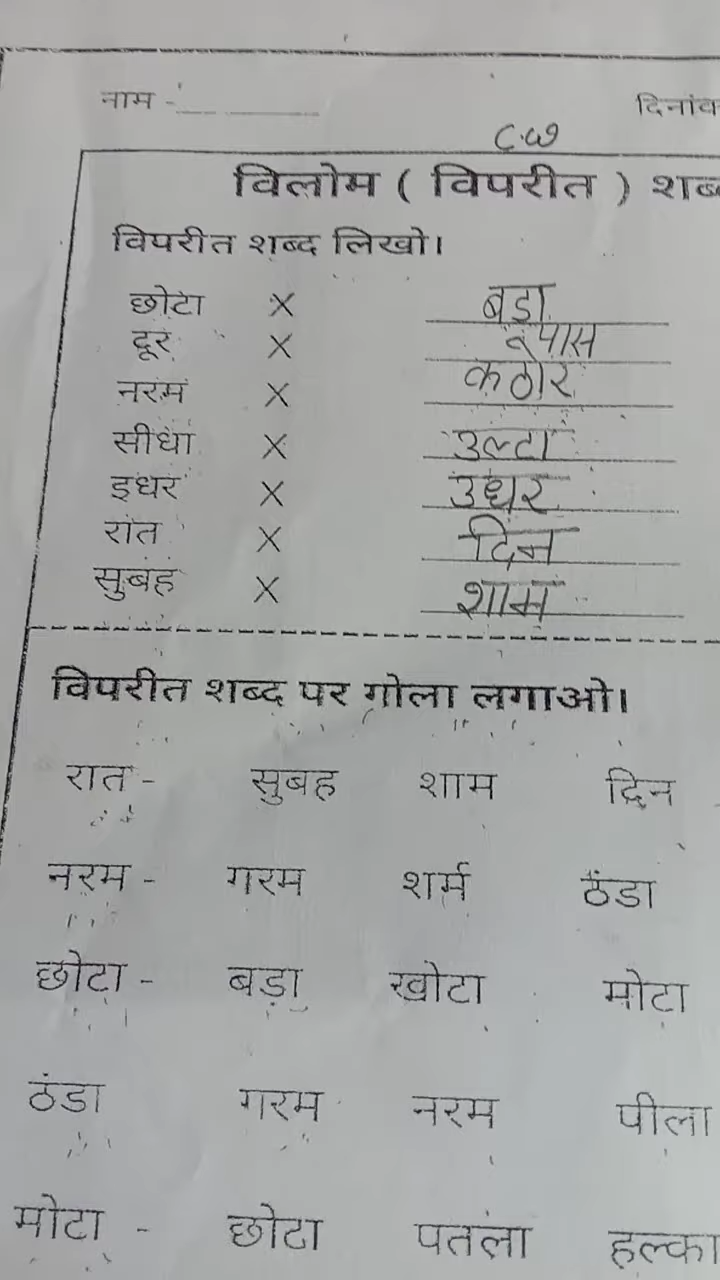 नाम -
दिनांक
C.W
विलोम ( विपरीत ) शब्
विपरीत शब्द लिखो।
छोटा X बडा
दूर X पास
नरम X कठोर
सीधा X उल्टा
इधर X उधर
रात X दिन
सुबह X शाम
विपरीत शब्द पर गोला लगाओ।
रात - सुबह शाम दिन
नरम - गरम शर्म ठंडा
छोटा - बड़ा खोटा मोटा
ठंडा गरम नरम पीला
मोटा - छोटा पतला हल्का